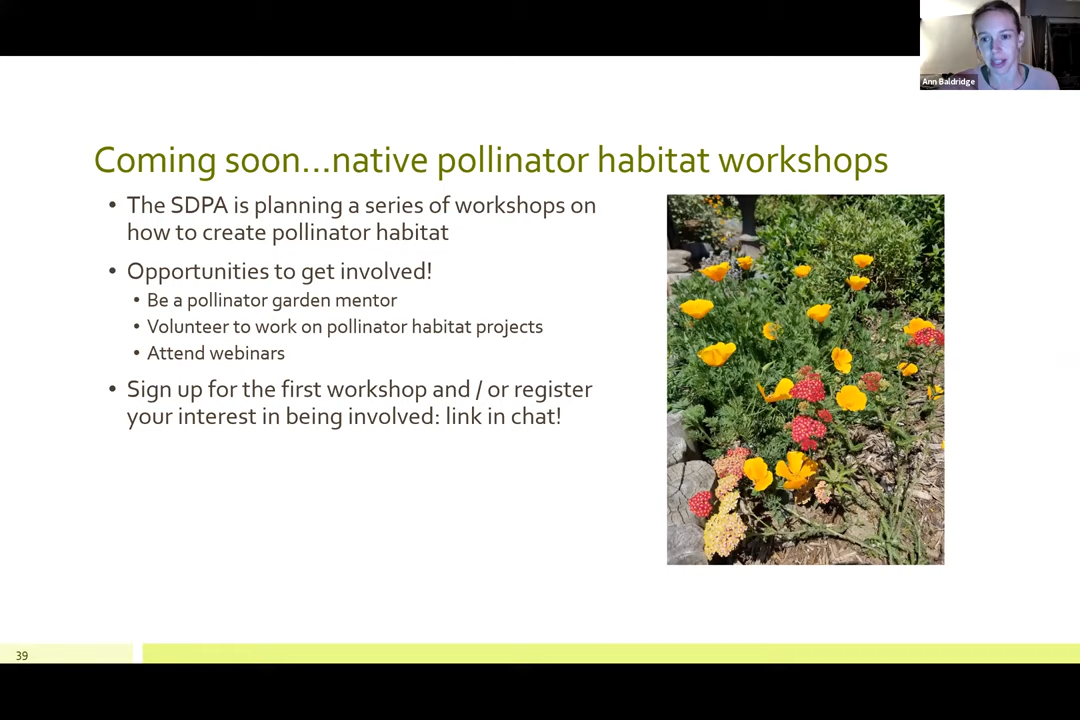 Ann Baldridge
Coming soon...native pollinator habitat workshops
• The SDPA is planning a series of workshops on
how to create pollinator habitat
• Opportunities to get involved!
• Be a pollinator garden mentor
• Volunteer to work on pollinator habitat projects
• Attend webinars
• Sign up for the first workshop and / or register
your interest in being involved: link in chat!
39